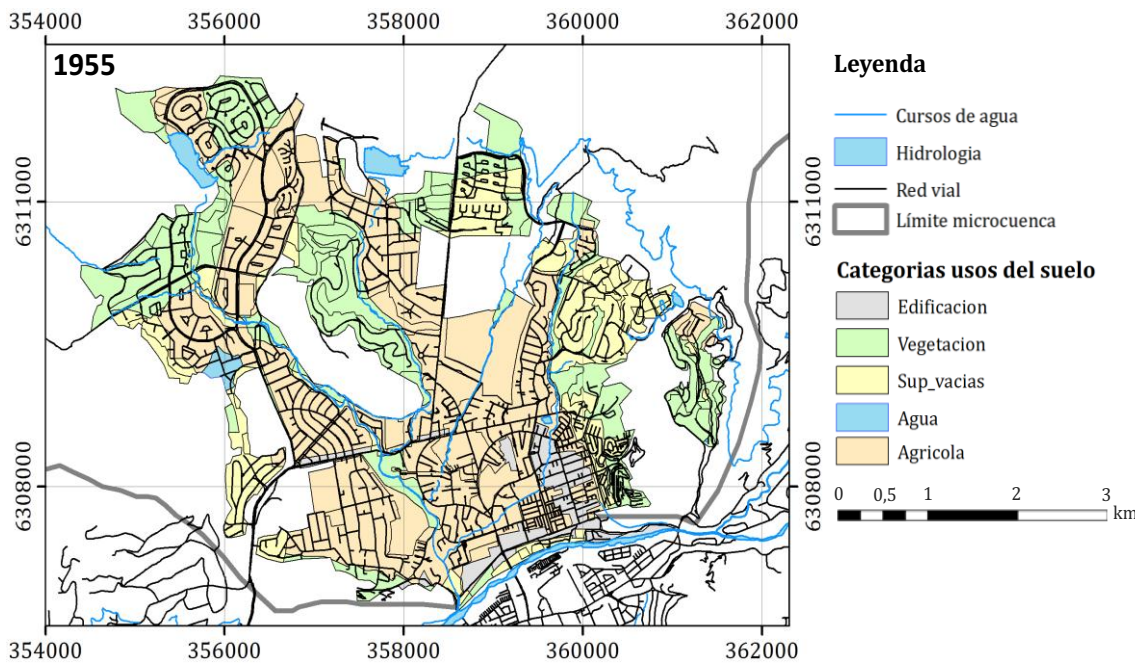 354000 356000 358000 360000 362000
1955
6311000
6308000
6311000
6308000
354000 356000 358000 360000 362000
Leyenda
Cursos de agua
Hidrologia
Red vial
Límite microcuenca
Categorias usos del suelo
Edificacion
Vegetacion
Sup_vacias
Agua
Agricola
0 0,5 1 2 3
km